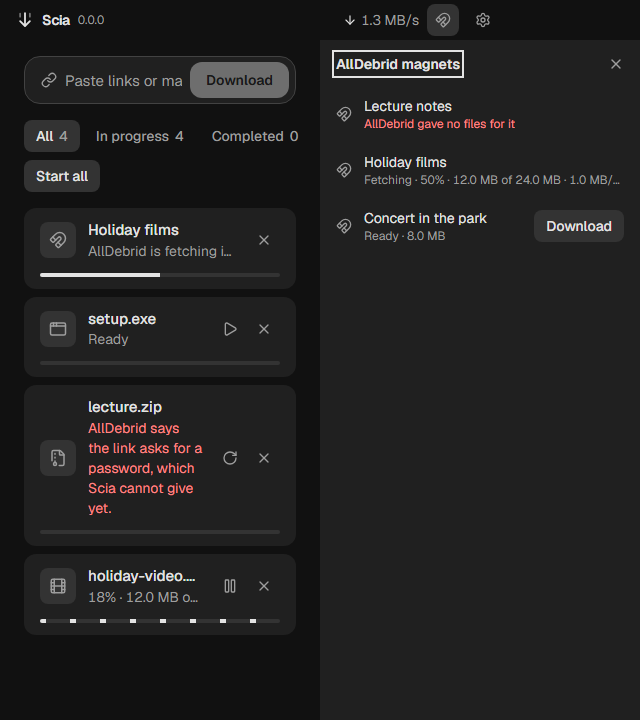 Scia 0.0.0
1.3 MB/s
Paste links or ma
Download
All 4
In progress 4
Completed 0
Start all
Holiday films
AllDebrid is fetching i…
setup.exe
Ready
lecture.zip
AllDebrid says
the link asks for a
password, which
Scia cannot give
yet.
holiday-video.…
18% · 12.0 MB o…
AllDebrid magnets
Lecture notes
AllDebrid gave no files for it
Holiday films
Fetching · 50% · 12.0 MB of 24.0 MB · 1.0 MB/…
Concert in the park
Ready · 8.0 MB
Download